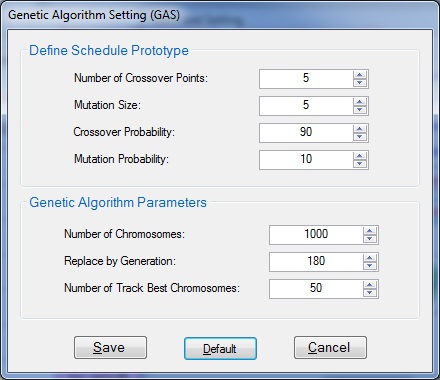 Genetic Algorithm Setting (GAS)
Define Schedule Prototype
Number of Crossover Points: 5
Mutation Size: 5
Crossover Probability: 90
Mutation Probability: 10
Genetic Algorithm Parameters
Number of Chromosomes: 1000
Replace by Generation: 180
Number of Track Best Chromosomes: 50
Save Default Cancel